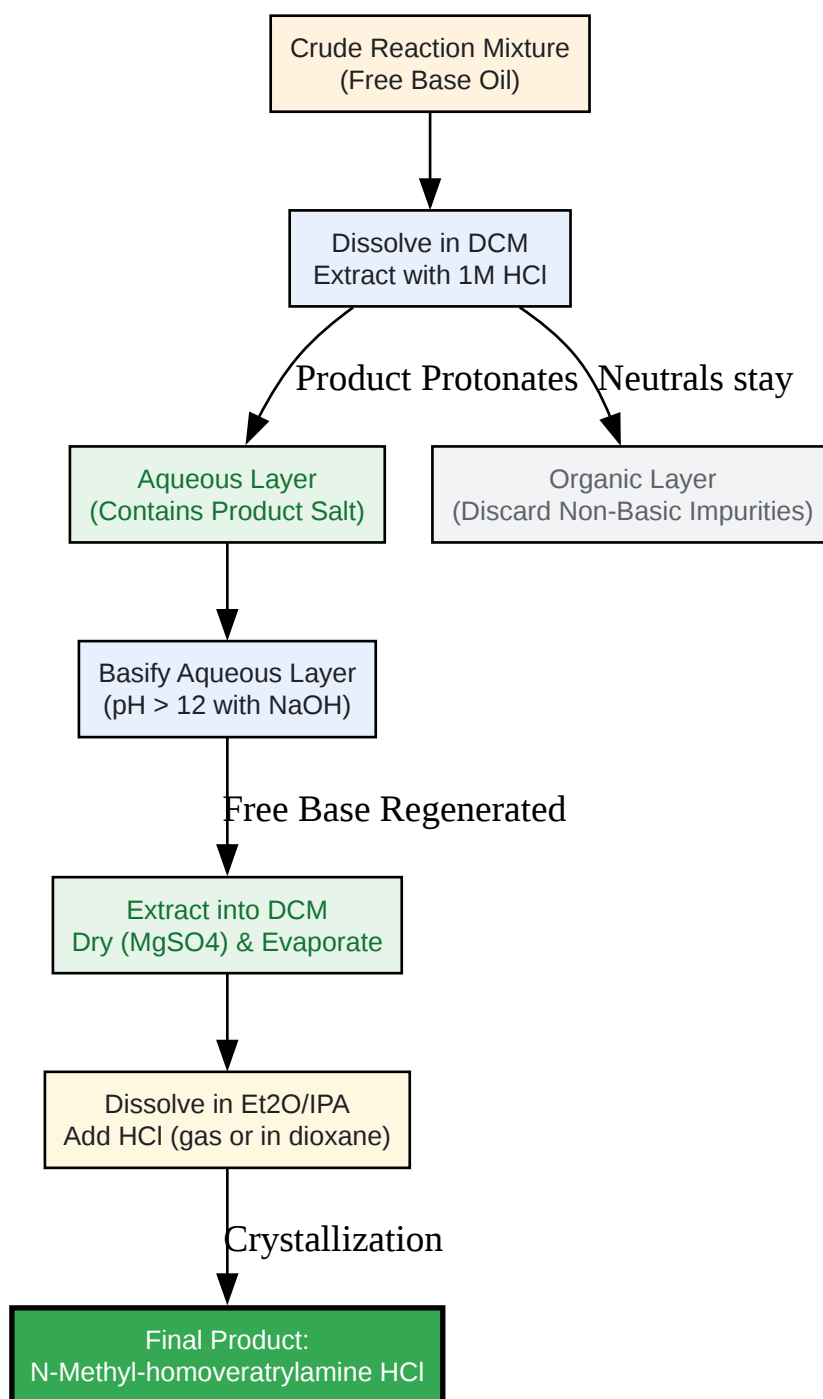 Crude Reaction Mixture
(Free Base Oil)
Dissolve in DCM
Extract with 1M HCl
Product Protonates
Neutrals stay
Aqueous Layer
(Contains Product Salt)
Organic Layer
(Discard Non-Basic Impurities)
Basify Aqueous Layer
(pH > 12 with NaOH)
Free Base Regenerated
Extract into DCM
Dry (MgSO4) & Evaporate
Dissolve in Et2O/IPA
Add HCl (gas or in dioxane)
Crystallization
Final Product:
N-Methyl-homoveratrylamine HCl